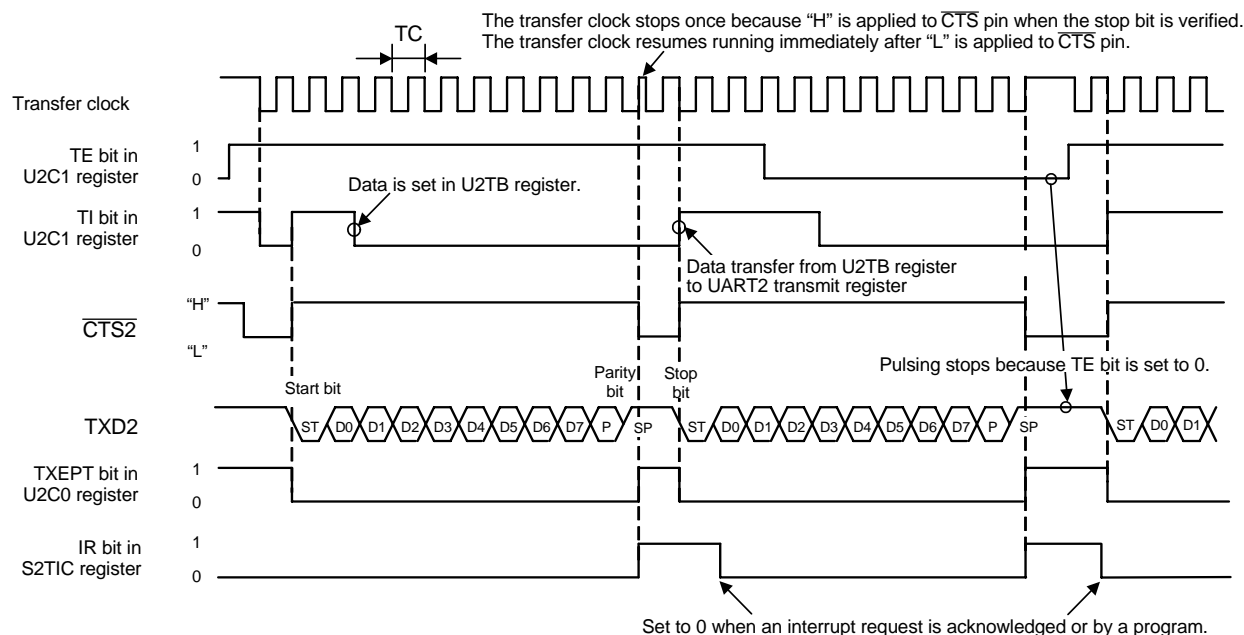 The transfer clock stops once because “H” is applied to CTS pin when the stop bit is verified.
The transfer clock resumes running immediately after “L” is applied to CTS pin.
TC
Transfer clock
TE bit in
U2C1 register
1
0
Data is set in U2TB register.
TI bit in
U2C1 register
1
0
Data transfer from U2TB register
to UART2 transmit register
CTS2
“H”
“L”
Pulsing stops because TE bit is set to 0.
Start bit
Parity
bit
Stop
bit
TXD2
ST D0 D1 D2 D3 D4 D5 D6 D7 P SP ST D0 D1 D2 D3 D4 D5 D6 D7 P SP ST D0 D1
TXEPT bit in
U2C0 register
1
0
IR bit in
S2TIC register
1
0
Set to 0 when an interrupt request is acknowledged or by a program.